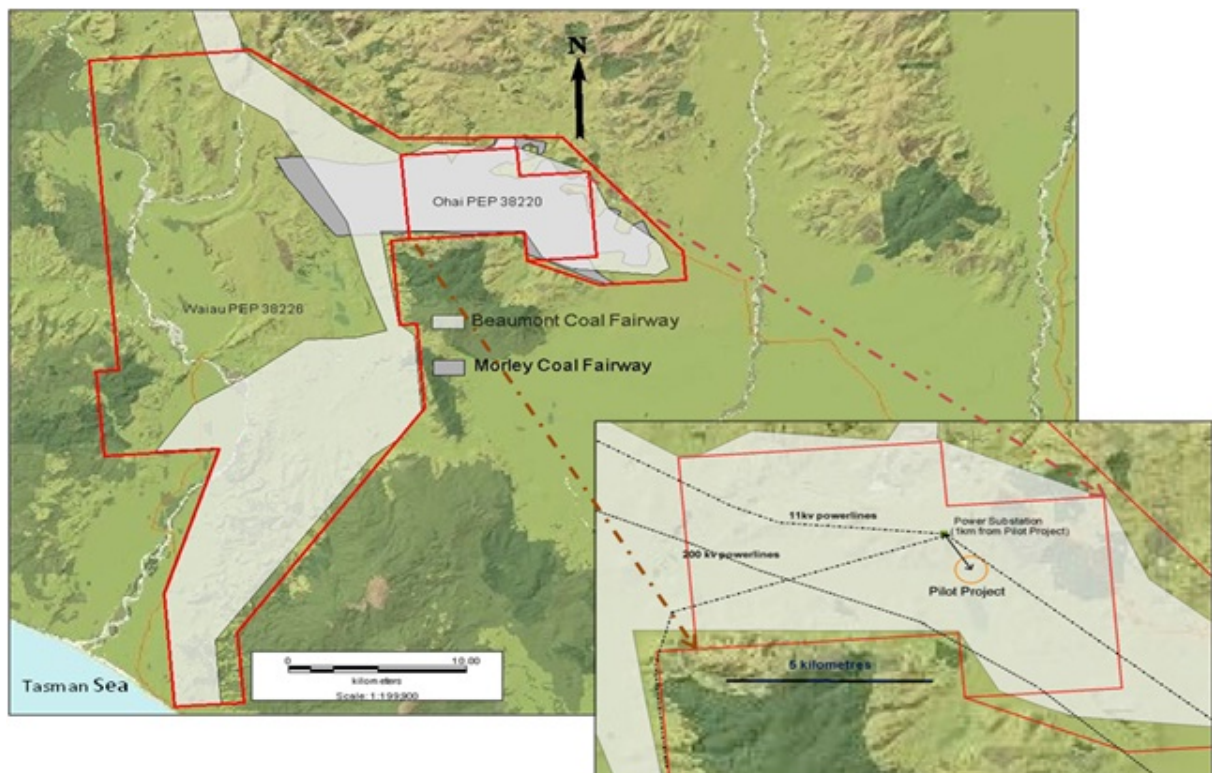 N
Ohai PEP 38220
Waiau PEP 38226
Beaumont Coal Fairway
Morley Coal Fairway
Tasman Sea
0 10.00
kilometers
Scale: 1:199,900
11kv powerlines
Power Substation
(1km from Pilot Project)
200 kv powerlines
Pilot Project
5 kilometres